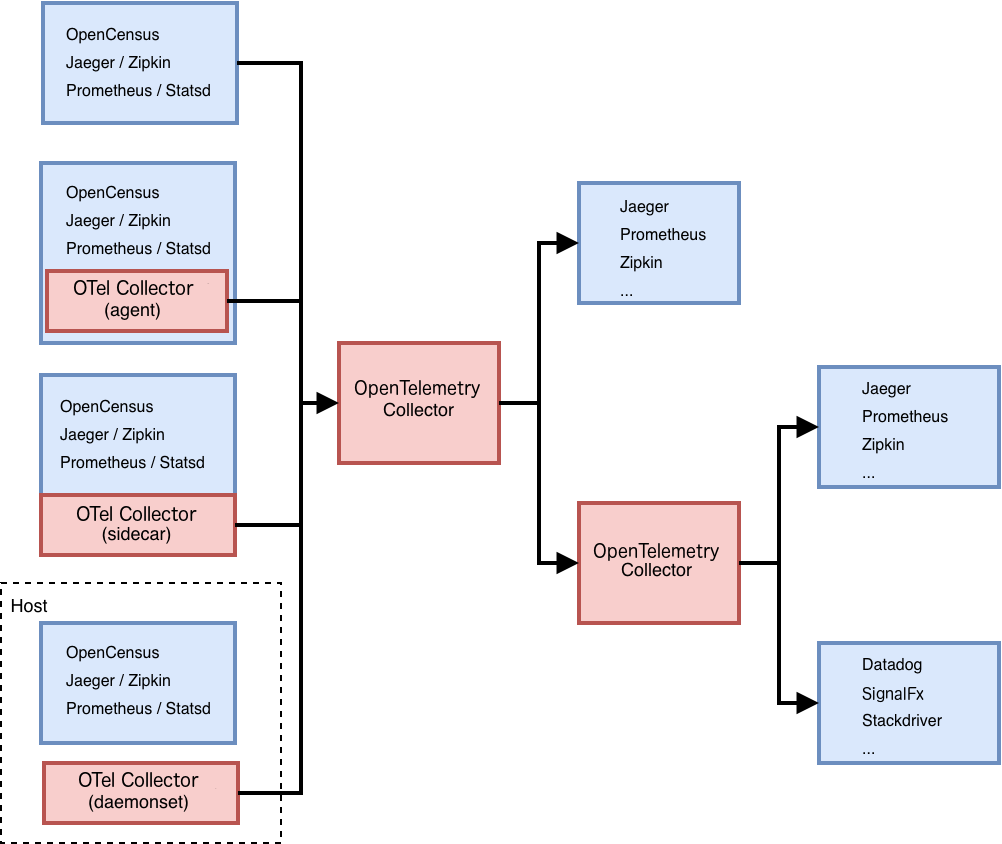 OpenCensus
Jaeger / Zipkin
Prometheus / Statsd
OpenCensus
Jaeger / Zipkin
Prometheus / Statsd
OTel Collector
(agent)
OpenCensus
Jaeger / Zipkin
Prometheus / Statsd
OTel Collector
(sidecar)
Host
OpenCensus
Jaeger / Zipkin
Prometheus / Statsd
OTel Collector
(daemonset)
OpenTelemetry
Collector
Jaeger
Prometheus
Zipkin
...
OpenTelemetry
Collector
Jaeger
Prometheus
Zipkin
...
Datadog
SignalFx
Stackdriver
...